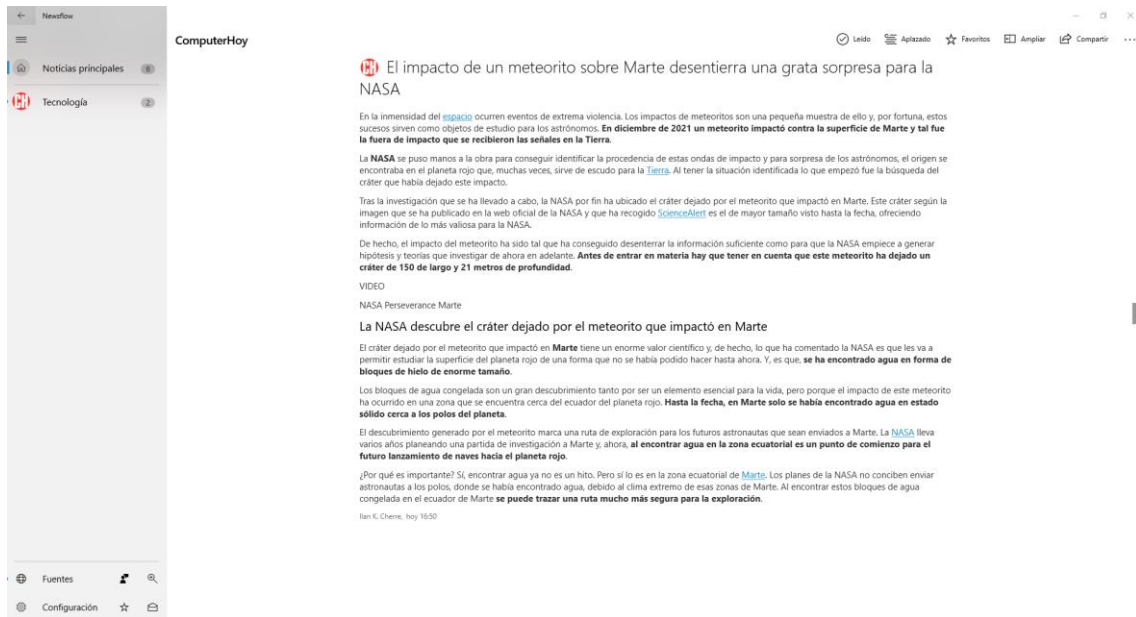 Newsflow
ComputerHoy
Leído
Aplazado
Favoritos
Ampliar
Compartir
Noticias principales
6
Tecnología
2
El impacto de un meteorito sobre Marte desentierra una grata sorpresa para la
NASA
En la inmensidad del espacio ocurren eventos de extrema violencia. Los impactos de meteoritos son una pequeña muestra de ello y, por fortuna, estos
sucesos sirven como objetos de estudio para los astrónomos. En diciembre de 2021 un meteorito impactó contra la superficie de Marte y tal fue
la fuera de impacto que se recibieron las señales en la Tierra.
La NASA se puso manos a la obra para conseguir identificar la procedencia de estas ondas de impacto y para sorpresa de los astrónomos, el origen se
encontraba en el planeta rojo que, muchas veces, sirve de escudo para la Tierra. Al tener la situación identificada lo que empezó fue la búsqueda del
cráter que había dejado este impacto.
Tras la investigación que se ha llevado a cabo, la NASA por fin ha ubicado el cráter dejado por el meteorito que impactó en Marte. Este cráter según la
imagen que se ha publicado en la web oficial de la NASA y que ha recogido ScienceAlert es el de mayor tamaño visto hasta la fecha, ofreciendo
información de lo más valiosa para la NASA.
De hecho, el impacto del meteorito ha sido tal que ha conseguido desenterrar la información suficiente como para que la NASA empiece a generar
hipótesis y teorías que investigar de ahora en adelante. Antes de entrar en materia hay que tener en cuenta que este meteorito ha dejado un
cráter de 150 de largo y 21 metros de profundidad.
VIDEO
NASA Perseverance Marte
La NASA descubre el cráter dejado por el meteorito que impactó en Marte
El cráter dejado por el meteorito que impactó en Marte tiene un enorme valor científico y, de hecho, lo que ha comentado la NASA es que les va a
permitir estudiar la superficie del planeta rojo de una forma que no se había podido hacer hasta ahora. Y, es que, se ha encontrado agua en forma de
bloques de hielo de enorme tamaño.
Los bloques de agua congelada son un gran descubrimiento tanto por ser un elemento esencial para la vida, pero porque el impacto de este meteorito
ha ocurrido en una zona que se encuentra cerca del ecuador del planeta rojo. Hasta la fecha, en Marte solo se había encontrado agua en estado
sólido cerca a los polos del planeta.
El descubrimiento generado por el meteorito marca una ruta de exploración para los futuros astronautas que sean enviados a Marte. La NASA lleva
varios años planeando una partida de investigación a Marte y, ahora, al encontrar agua en la zona ecuatorial es un punto de comienzo para el
futuro lanzamiento de naves hacia el planeta rojo.
¿Por qué es importante? Sí, encontrar agua ya no es un hito. Pero sí lo es en la zona ecuatorial de Marte. Los planes de la NASA no conciben enviar
astronautas a los polos, donde se había encontrado agua, debido al clima extremo de esas zonas de Marte. Al encontrar estos bloques de agua
congelada en el ecuador de Marte se puede trazar una ruta mucho más segura para la exploración.
Ilan K. Cherre, hoy 16:50
Fuentes
Configuración